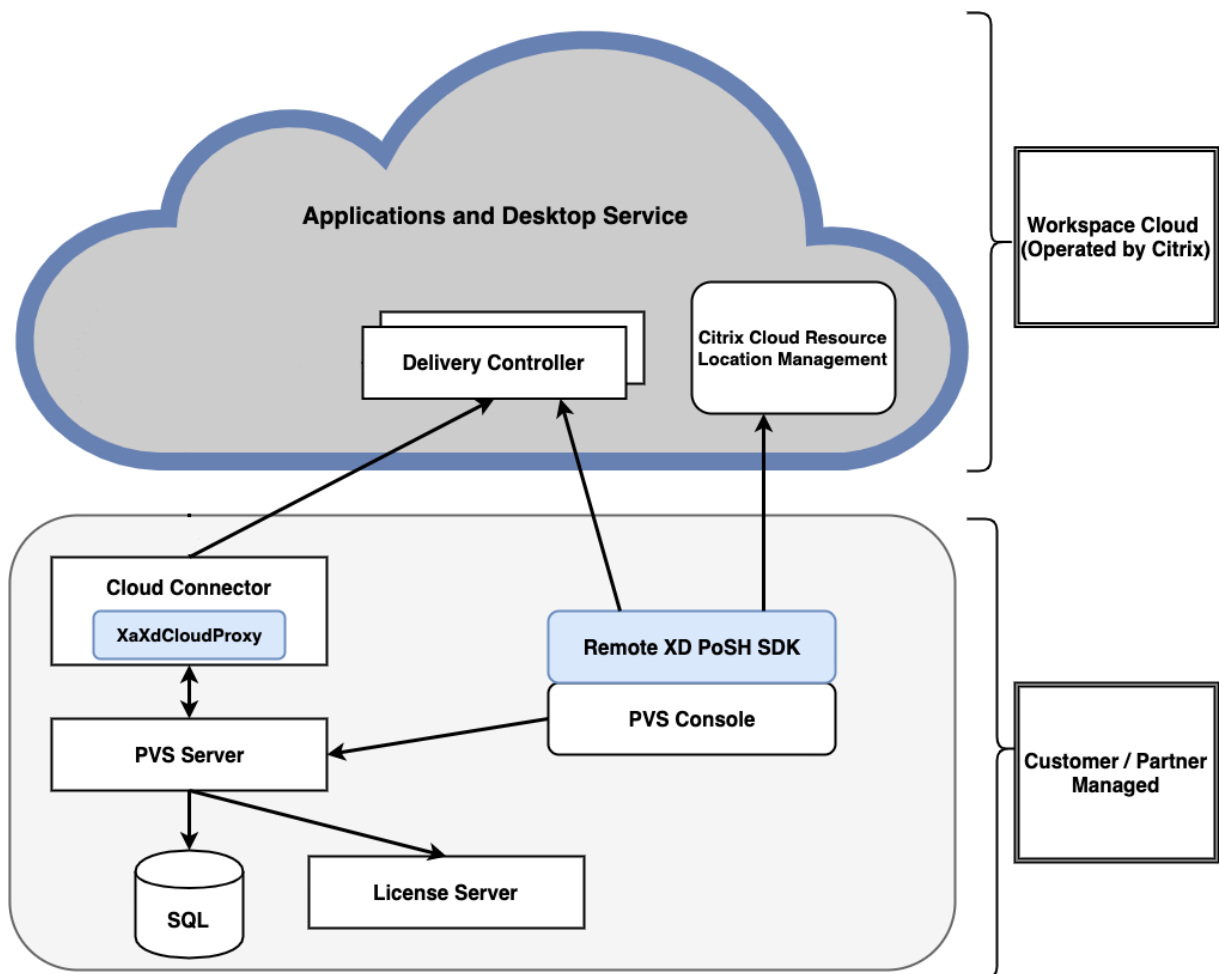 Applications and Desktop Service
Workspace Cloud
(Operated by Citrix)
Delivery Controller
Citrix Cloud Resource
Location Management
Cloud Connector
XaXdCloudProxy
Remote XD PoSH SDK
PVS Console
PVS Server
Customer / Partner
Managed
SQL
License Server